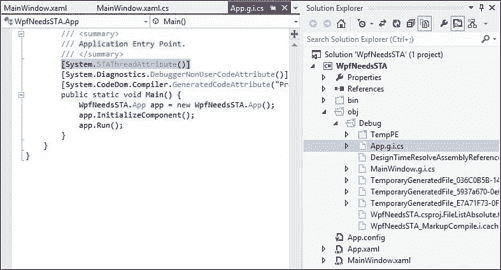 MainWindow.xaml
MainWindow.xaml.cs
App.g.i.cs
WpfNeedsSTA.App
Main()
/// <summary>
/// Application Entry Point.
/// </summary>
[System.STAThreadAttribute()]
[System.Diagnostics.DebuggerNonUserCodeAttribute()]
[System.CodeDom.Compiler.GeneratedCodeAttribute("Pr
public static void Main() {
WpfNeedsSTA.App app = new WpfNeedsSTA.App();
app.InitializeComponent();
app.Run();
}
}
}
Solution Explorer
Search Solution Explorer (Ctrl+;)
Solution 'WpfNeedsSTA' (1 project)
WpfNeedsSTA
Properties
References
bin
obj
Debug
TempPE
App.g.i.cs
DesignTimeResolveAssemblyReference
MainWindow.g.i.cs
TemporaryGeneratedFile_036C0B5B-14
TemporaryGeneratedFile_5937a670-0e
TemporaryGeneratedFile_E7A71F73-0F
WpfNeedsSTA.csproj.FileListAbsolute.t
WpfNeedsSTA_MarkupCompile.i.cache
App.config
App.xaml
MainWindow.xaml